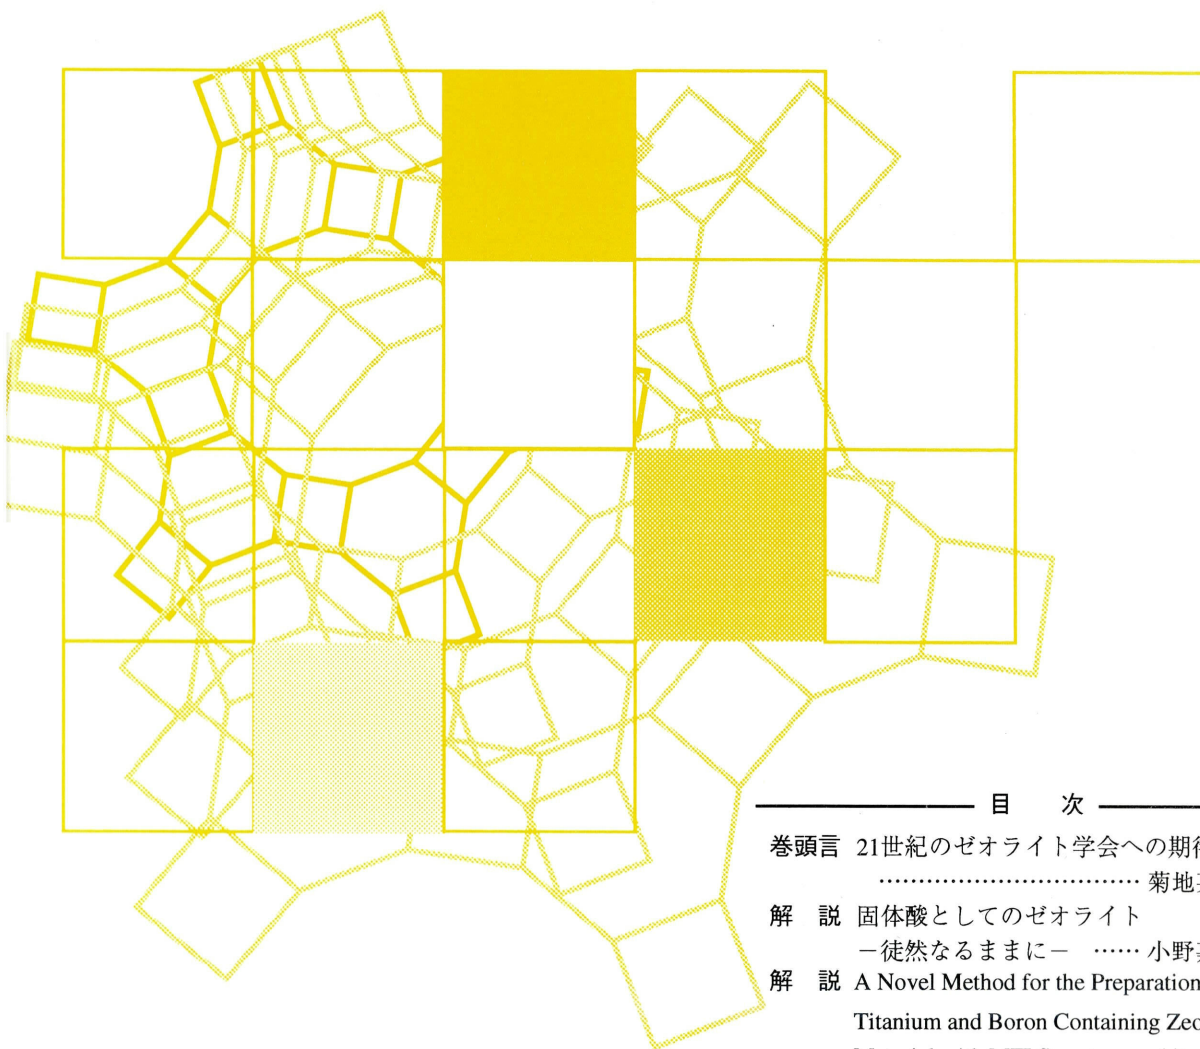 目 次
巻頭言 21世紀のゼオライト学会への期
………………………………… 菊地
解 説 固体酸としてのゼオライト
−徒然なるままに− …… 小野
解 説 A Novel Method for the Preparation
Titanium and Boron Containing